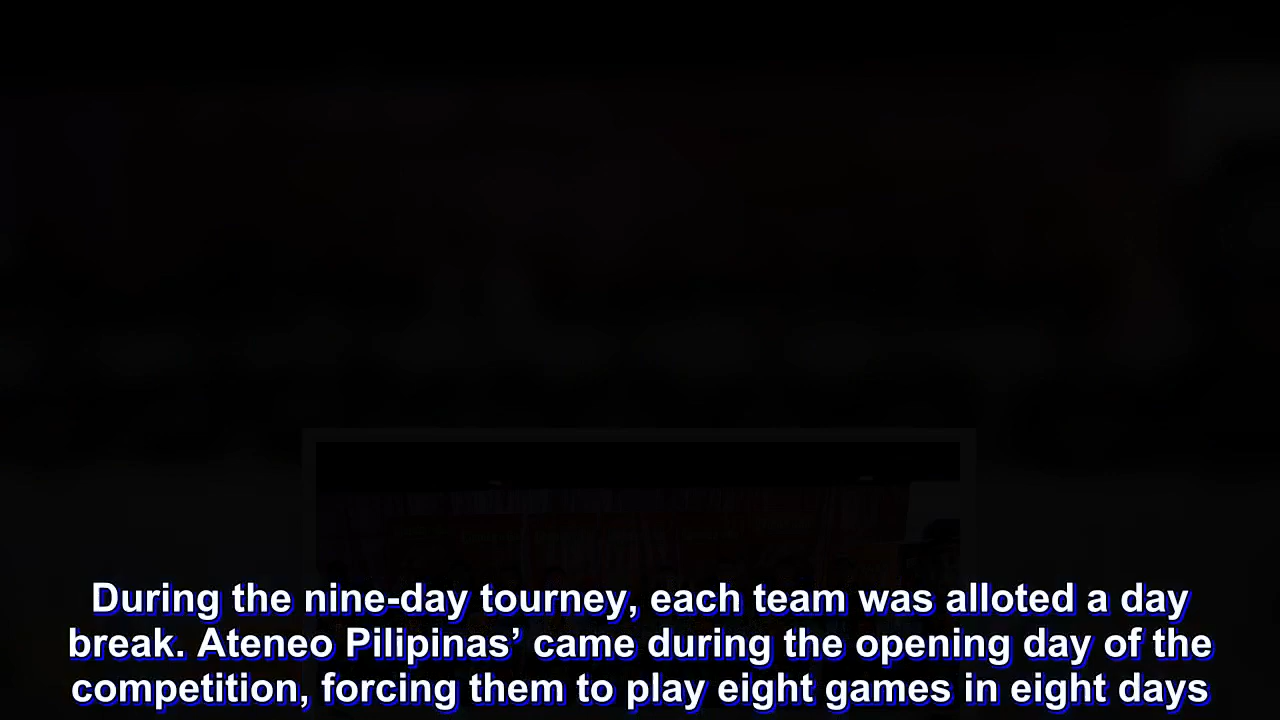 During the nine-day tourney, each team was alloted a day
break. Ateneo Pilipinas’ came during the opening day of the
competition, forcing them to play eight games in eight days